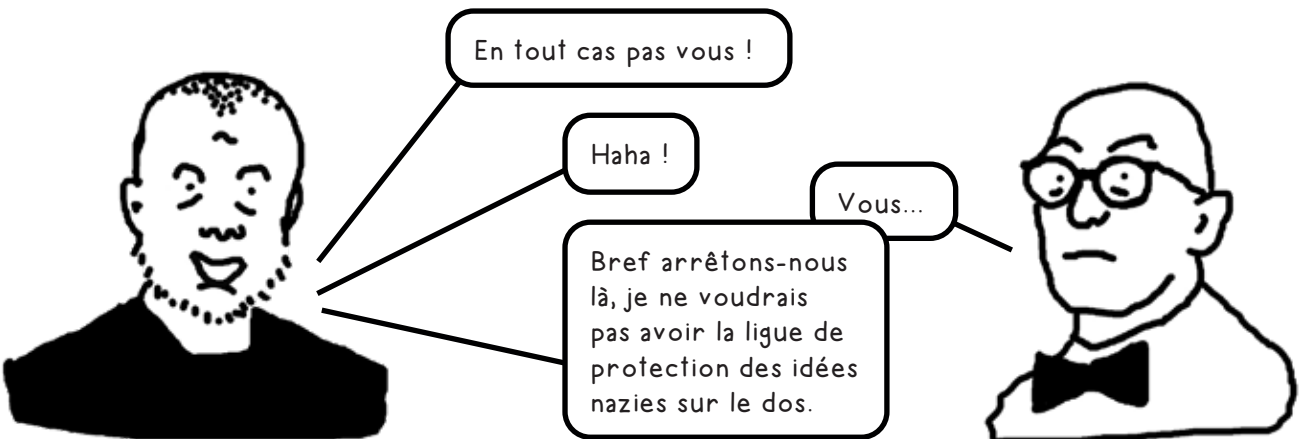 En tout cas pas vous !
Haha !
Vous...
Bref arrêtons-nous
là, je ne voudrais
pas avoir la ligue de
protection des idées
nazies sur le dos.